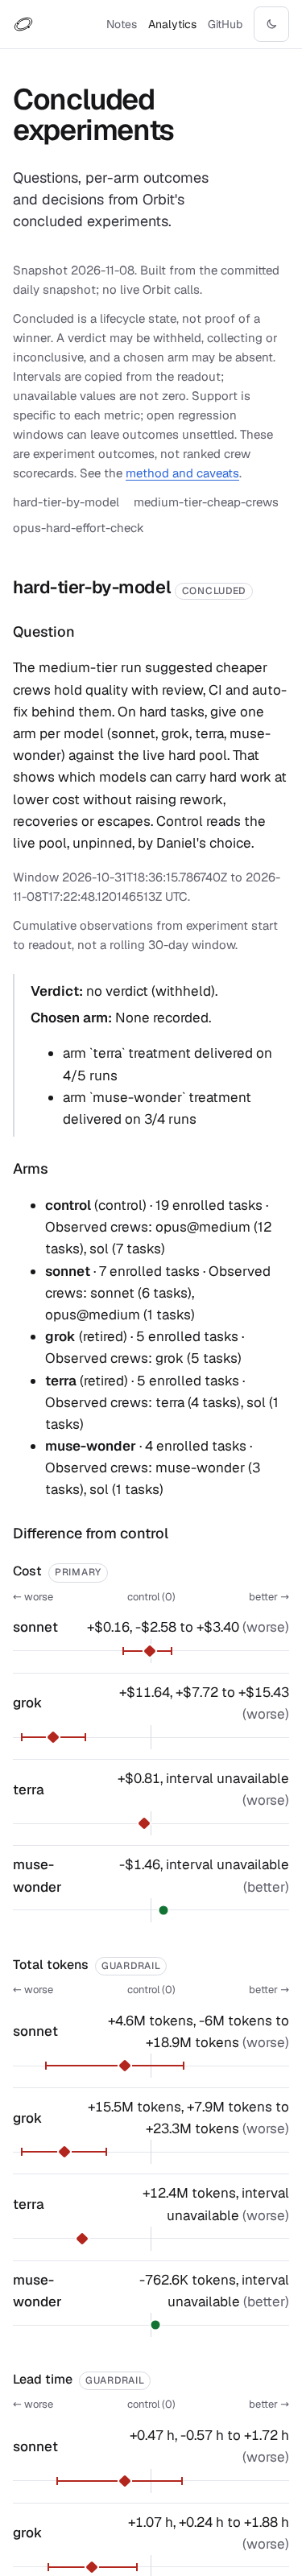 Notes Analytics GitHub
Concluded
experiments
Questions, per-arm outcomes
and decisions from Orbit's
concluded experiments.
Snapshot 2026-11-08. Built from the committed
daily snapshot; no live Orbit calls.
Concluded is a lifecycle state, not proof of a
winner. A verdict may be withheld, collecting or
inconclusive, and a chosen arm may be absent.
Intervals are copied from the readout;
unavailable values are not zero. Support is
specific to each metric; open regression
windows can leave outcomes unsettled. These
are experiment outcomes, not ranked crew
scorecards. See the method and caveats.
hard-tier-by-model medium-tier-cheap-crews
opus-hard-effort-check
hard-tier-by-model CONCLUDED
Question
The medium-tier run suggested cheaper
crews hold quality with review, CI and auto-
fix behind them. On hard tasks, give one
arm per model (sonnet, grok, terra, muse-
wonder) against the live hard pool. That
shows which models can carry hard work at
lower cost without raising rework,
recoveries or escapes. Control reads the
live pool, unpinned, by Daniel's choice.
Window 2026-10-31T18:36:15.786740Z to 2026-
11-08T17:22:48.120146513Z UTC.
Cumulative observations from experiment start
to readout, not a rolling 30-day window.
Verdict: no verdict (withheld).
Chosen arm: None recorded.
• arm `terra` treatment delivered on
4/5 runs
• arm `muse-wonder` treatment
delivered on 3/4 runs
Arms
• control (control) · 19 enrolled tasks ·
Observed crews: opus@medium (12
tasks), sol (7 tasks)
• sonnet · 7 enrolled tasks · Observed
crews: sonnet (6 tasks),
opus@medium (1 tasks)
• grok (retired) · 5 enrolled tasks ·
Observed crews: grok (5 tasks)
• terra (retired) · 5 enrolled tasks ·
Observed crews: terra (4 tasks), sol (1
tasks)
• muse-wonder · 4 enrolled tasks ·
Observed crews: muse-wonder (3
tasks), sol (1 tasks)
Difference from control
Cost PRIMARY
← worse control (0) better →
sonnet +$0.16, -$2.58 to +$3.40 (worse)
grok +$11.64, +$7.72 to +$15.43
(worse)
terra +$0.81, interval unavailable
(worse)
muse-
wonder -$1.46, interval unavailable
(better)
Total tokens GUARDRAIL
← worse control (0) better →
sonnet +4.6M tokens, -6M tokens to
+18.9M tokens (worse)
grok +15.5M tokens, +7.9M tokens to
+23.3M tokens (worse)
terra +12.4M tokens, interval
unavailable (worse)
muse-
wonder -762.6K tokens, interval
unavailable (better)
Lead time GUARDRAIL
← worse control (0) better →
sonnet +0.47 h, -0.57 h to +1.72 h
(worse)
grok +1.07 h, +0.24 h to +1.88 h
(worse)